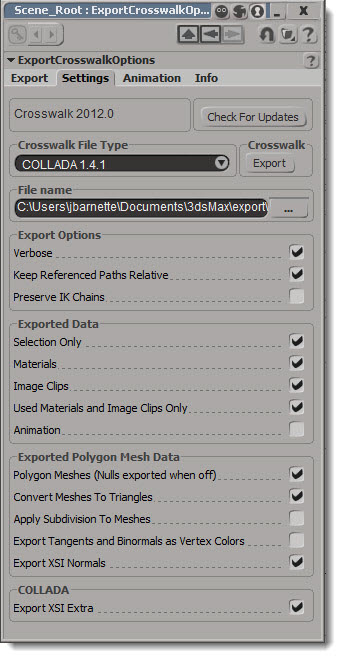 Scene_Root : ExportCrosswalkOp...
ExportCrosswalkOptions
Export Settings Animation Info
Crosswalk 2012.0
Check For Updates
Crosswalk File Type
Crosswalk
COLLADA 1.4.1
Export
File name
C:\Users\jbarnette\Documents\3dsMax\export\
...
Export Options
Verbose
Keep Referenced Paths Relative
Preserve IK Chains
Exported Data
Selection Only
Materials
Image Clips
Used Materials and Image Clips Only
Animation
Exported Polygon Mesh Data
Polygon Meshes (Nulls exported when off)
Convert Meshes To Triangles
Apply Subdivision To Meshes
Export Tangents and Binormals as Vertex Colors
Export XSI Normals
COLLADA
Export XSI Extra